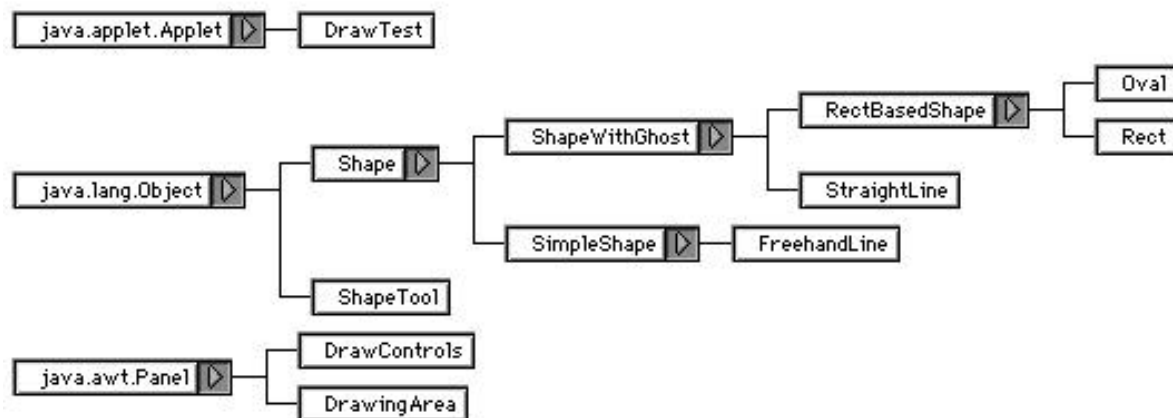 java.applet.Applet
DrawTest
java.lang.Object
Shape
ShapeWithGhost
RectBasedShape
Oval
Rect
StraightLine
SimpleShape
FreehandLine
ShapeTool
java.awt.Panel
DrawControls
DrawingArea